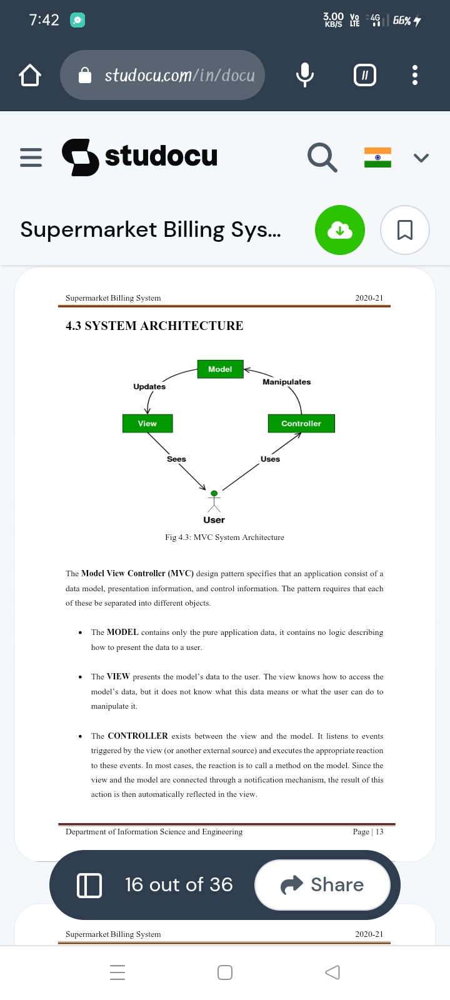 7:42
3.00 KB/S Vo LTE 4G 66%
studocu.com/in/docu
studocu
Supermarket Billing Sys...
Supermarket Billing System 2020-21
4.3 SYSTEM ARCHITECTURE
Model
Updates Manipulates
View Controller
Sees Uses
User
Fig 4.3: MVC System Architecture
The Model View Controller (MVC) design pattern specifies that an application consist of a
data model, presentation information, and control information. The pattern requires that each
of these be separated into different objects.
• The MODEL contains only the pure application data, it contains no logic describing
how to present the data to a user.
• The VIEW presents the model's data to the user. The view knows how to access the
model's data, but it does not know what this data means or what the user can do to
manipulate it.
• The CONTROLLER exists between the view and the model. It listens to events
triggered by the view (or another external source) and executes the appropriate reaction
to these events. In most cases, the reaction is to call a method on the model. Since the
view and the model are connected through a notification mechanism, the result of this
action is then automatically reflected in the view.
Department of Information Science and Engineering Page | 13
16 out of 36 Share
Supermarket Billing System 2020-21